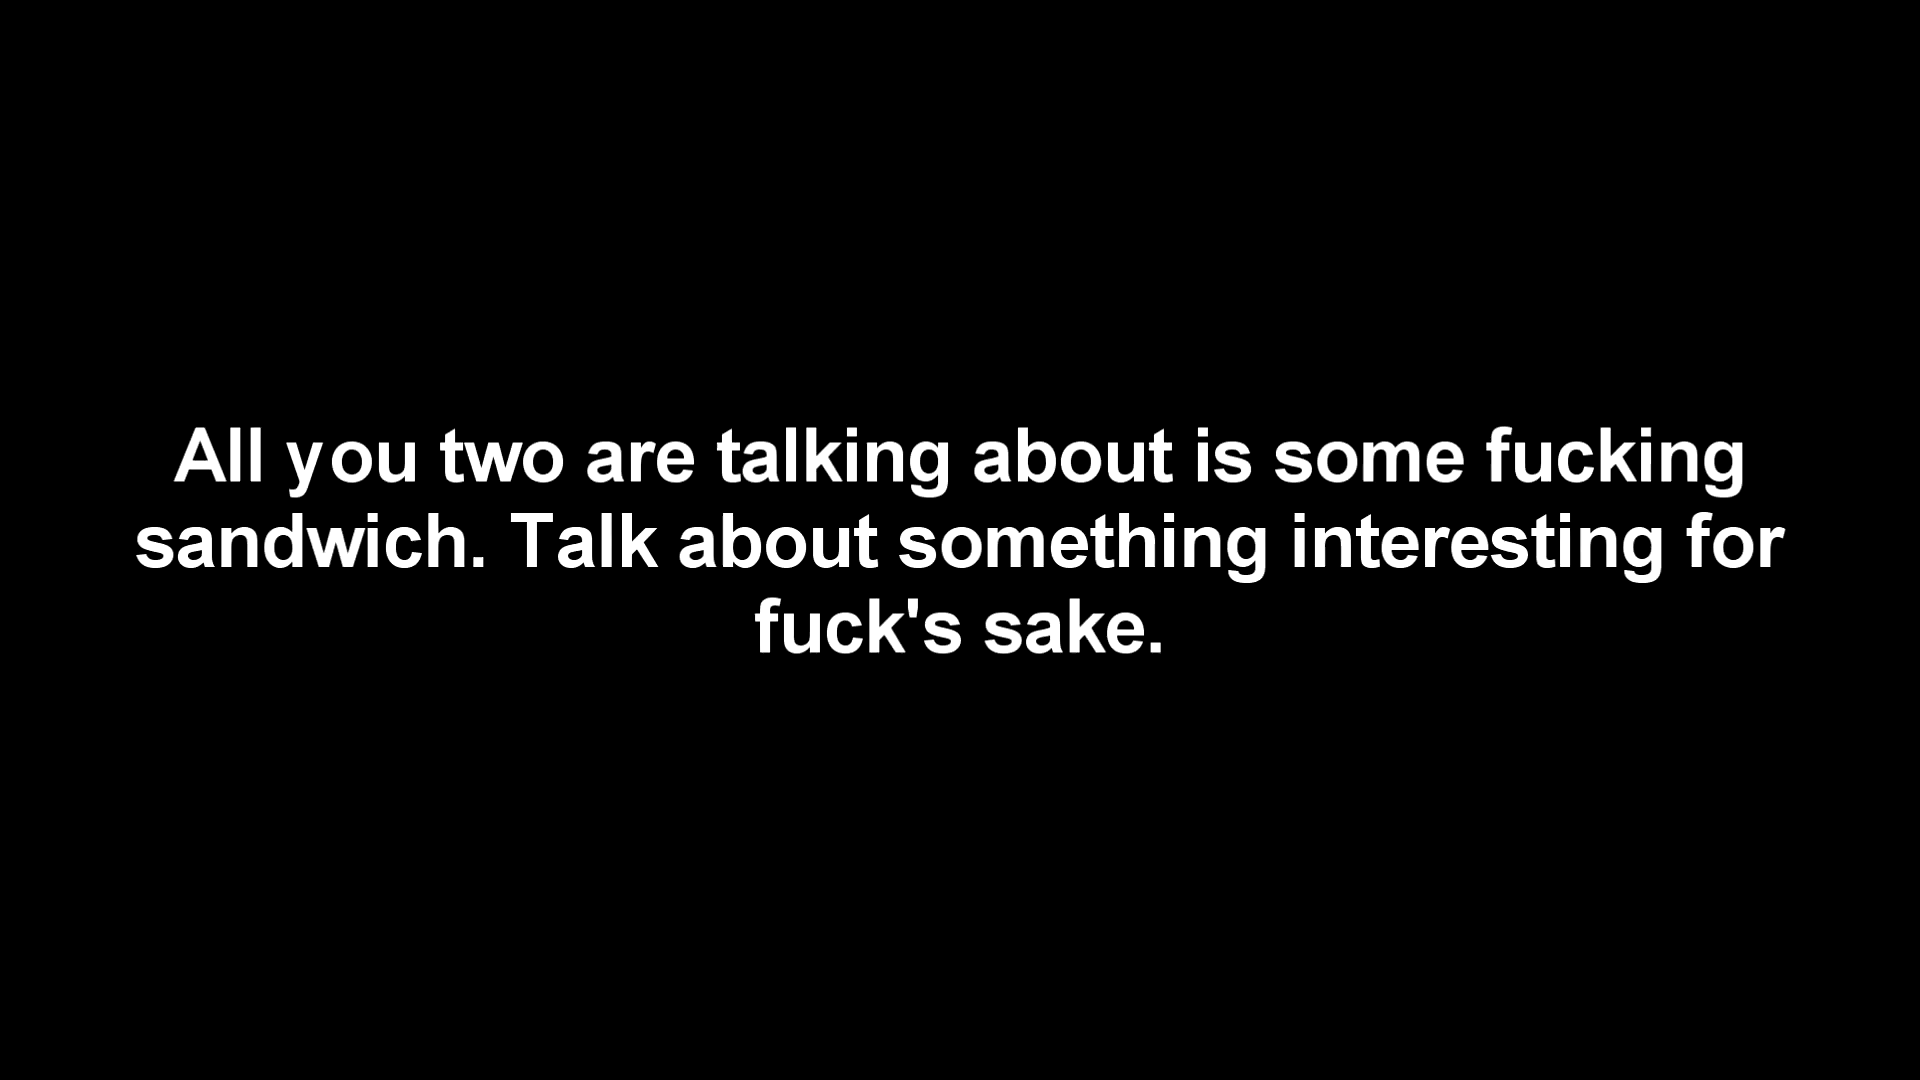 All you two are talking about is some fucking
sandwich. Talk about something interesting for
fuck's sake.